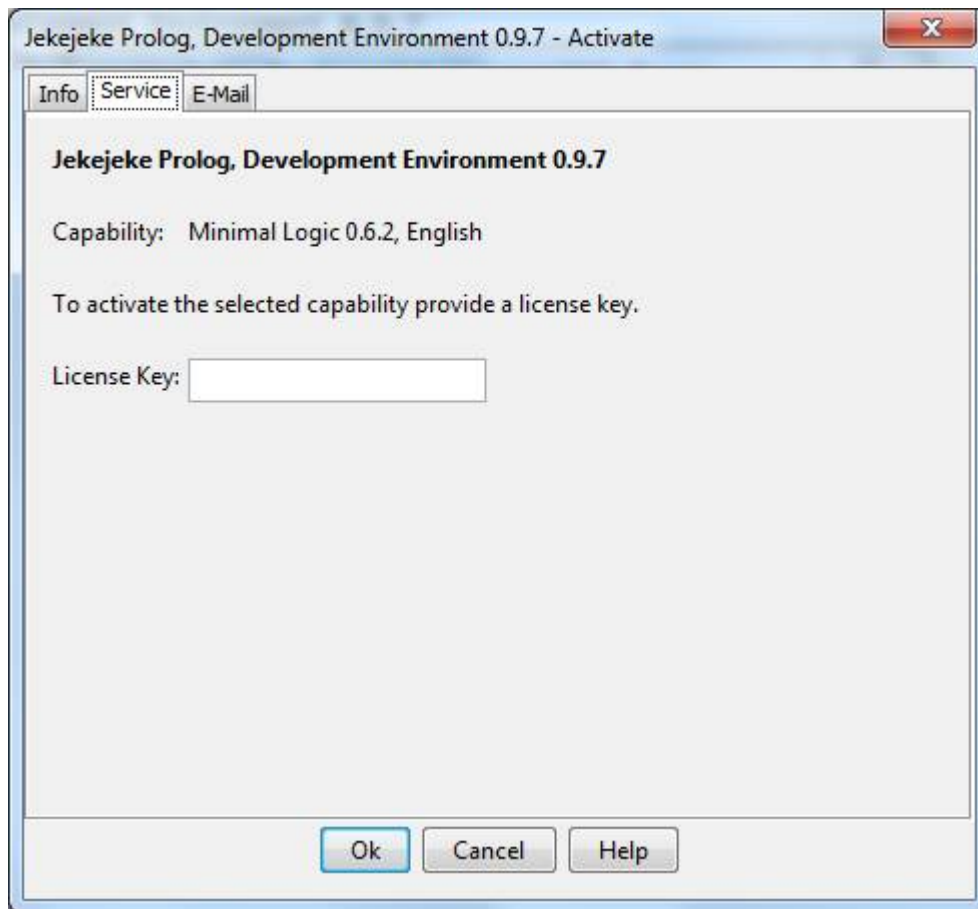 Jekejeke Prolog, Development Environment 0.9.7 - Activate
Info Service E-Mail
Jekejeke Prolog, Development Environment 0.9.7
Capability: Minimal Logic 0.6.2, English
To activate the selected capability provide a license key.
License Key:
Ok Cancel Help